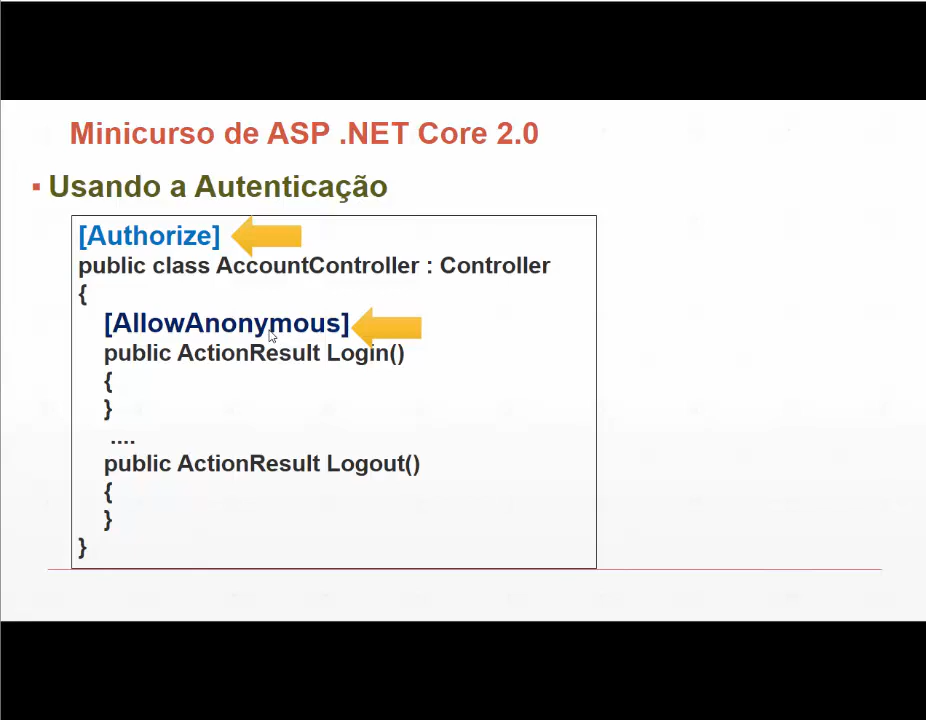 Minicurso de ASP .NET Core 2.0
▪ Usando a Autenticação
[Authorize]
public class AccountController : Controller
{
[AllowAnonymous]
public ActionResult Login()
{
}
....
public ActionResult Logout()
{
}
}